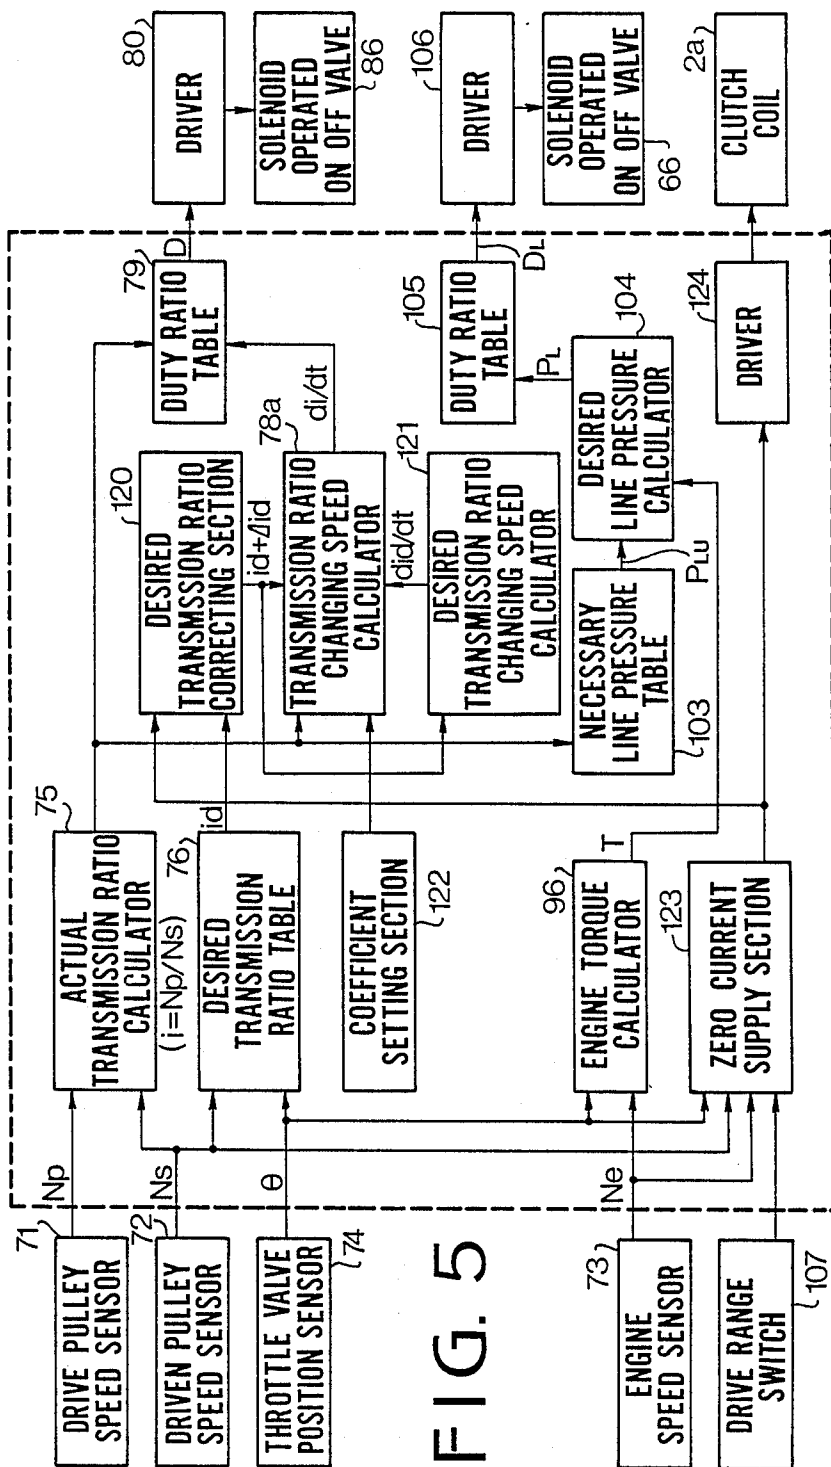 71
DRIVE PULLEY
SPEED SENSOR
Np
72
DRIVEN PULLEY
SPEED SENSOR
Ns
THROTTLE VALVE
POSITION SENSOR
74
θ
FIG. 5
73
ENGINE
SPEED SENSOR
Ne
DRIVE RANGE
SWITCH
107
75
ACTUAL
TRANSMISSION RATIO
CALCULATOR
(i=Np/Ns)
76
DESIRED
TRANSMISSION
RATIO TABLE
id
COEFFICIENT
SETTING SECTION
122
96
ENGINE TORQUE
CALCULATOR
T
123
ZERO CURRENT
SUPPLY SECTION
120
DESIRED
TRANSMSSION RATIO
CORRECTING SECTION
id+Δid
78a
TRANSMISSION RATIO
CHANGING SPEED
CALCULATOR
di/dt
did/dt
121
DESIRED
TRANSMISSION RATIO
CHANGING SPEED
CALCULATOR
NECESSARY
LINE PRESSURE
TABLE
103
PLU
104
DESIRED
LINE PRESSURE
CALCULATOR
PL
79
DUTY RATIO
TABLE
D
105
DUTY RATIO
TABLE
DL
124
DRIVER
80
DRIVER
SOLENOID
OPERATED
ON OFF VALVE
86
106
DRIVER
SOLENOID
OPERATED
ON OFF VALVE
66
2a
CLUTCH
COIL